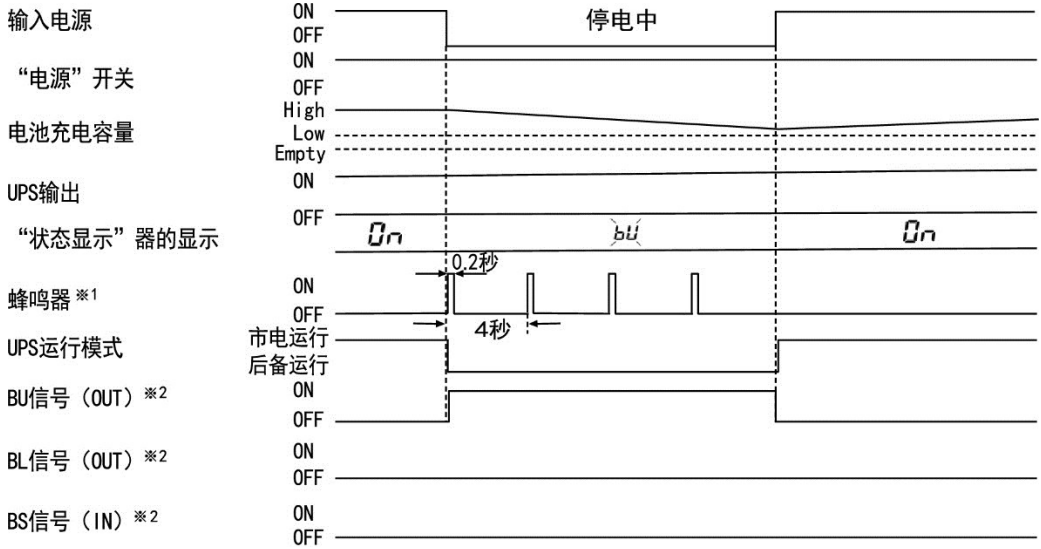 输入电源 ON 停电中
OFF
“电源”开关 ON
OFF
电池充电容量 High
Low
Empty
UPS输出 ON
OFF
“状态显示”器的显示 On bU On
0.2秒
蜂鸣器※1 ON
OFF
4秒
UPS运行模式 市电运行
后备运行
BU信号（OUT）※2 ON
OFF
BL信号（OUT）※2 ON
OFF
BS信号（IN）※2 ON
OFF